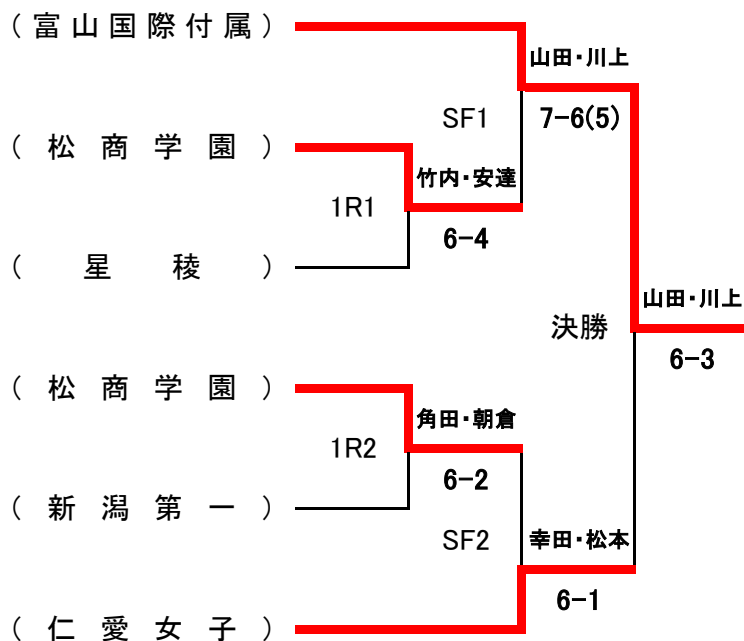 (富山国際付属)
山田・川上
SF1
7-6(5)
(松商学園)
竹内・安達
1R1
6-4
(星稜)
山田・川上
決勝
6-3
(松商学園)
角田・朝倉
1R2
6-2
(新潟第一)
SF2
幸田・松本
6-1
(仁愛女子)